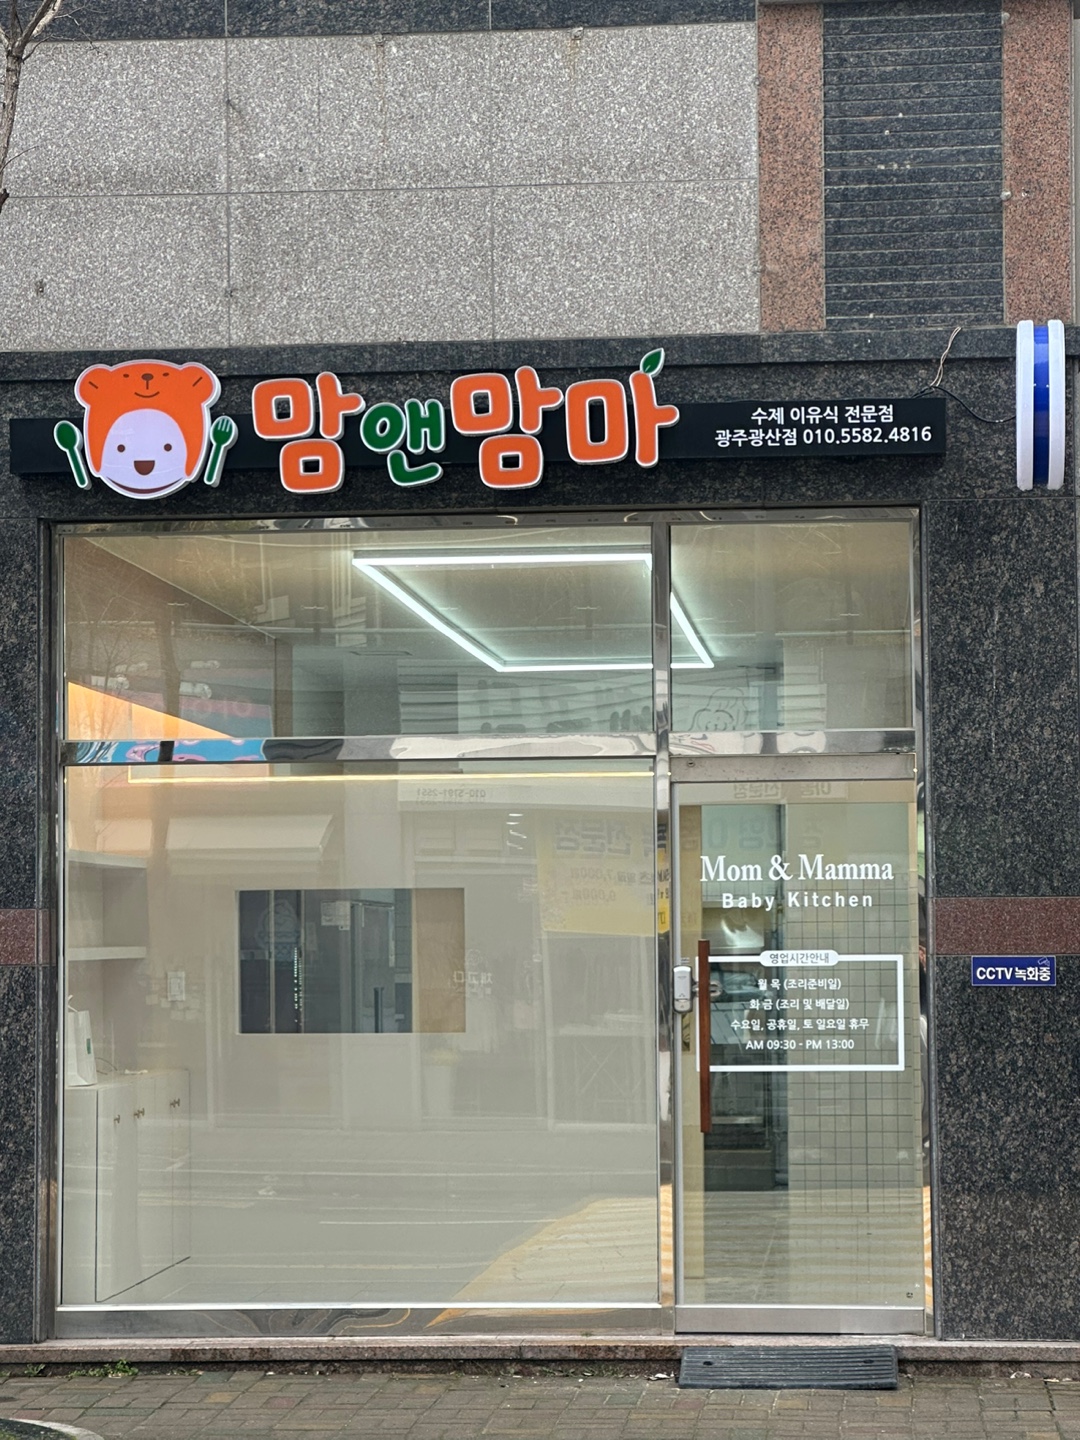 맘앤맘마
수제 이유식 전문점
광주광산점 010.5582.4816
Mom & Mamma
Baby Kitchen
영업시간안내
월 목 (조리준비일)
화 금 (조리 및 배달일)
수요일, 공휴일, 토 일요일 휴무
AM 09:30 - PM 13:00
CCTV 녹화중